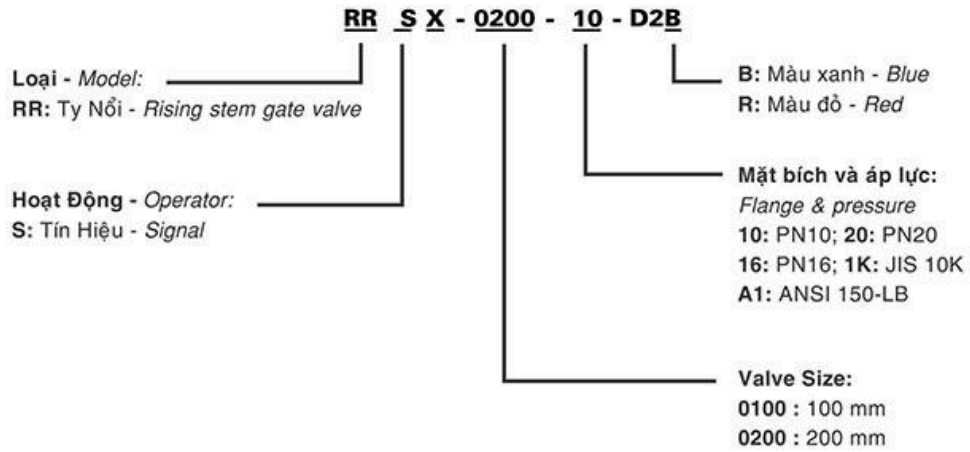 RR S X - 0200 - 10 - D2B
Loại - Model:
RR: Ty Nổi - Rising stem gate valve
Hoạt Động - Operator:
S: Tín Hiệu - Signal
B: Màu xanh - Blue
R: Màu đỏ - Red
Mặt bích và áp lực:
Flange & pressure
10: PN10; 20: PN20
16: PN16; 1K: JIS 10K
A1: ANSI 150-LB
Valve Size:
0100 : 100 mm
0200 : 200 mm